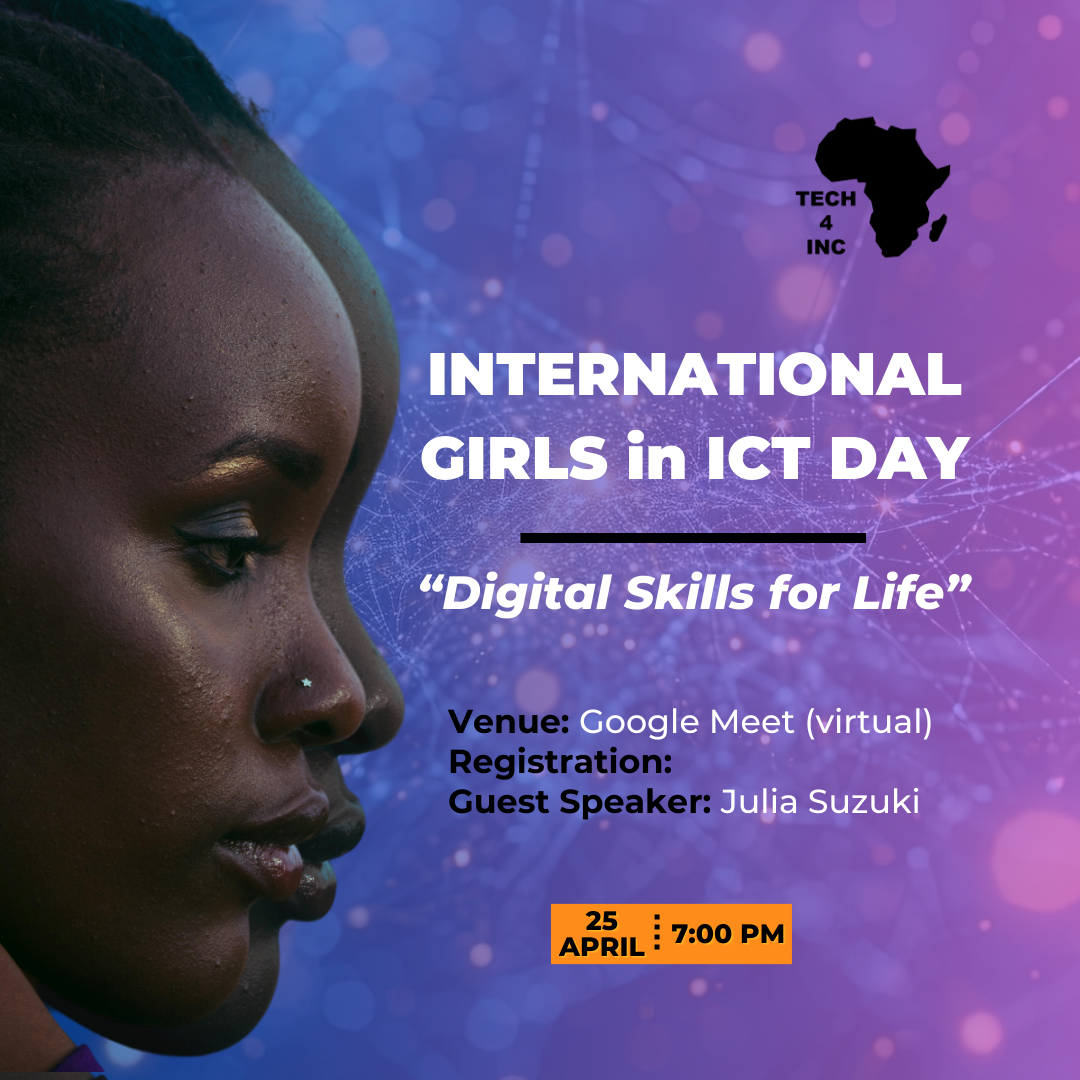 TECH
4
INC
INTERNATIONAL
GIRLS in ICT DAY
“Digital Skills for Life”
Venue: Google Meet (virtual)
Registration:
Guest Speaker: Julia Suzuki
25
APRIL
7:00 PM